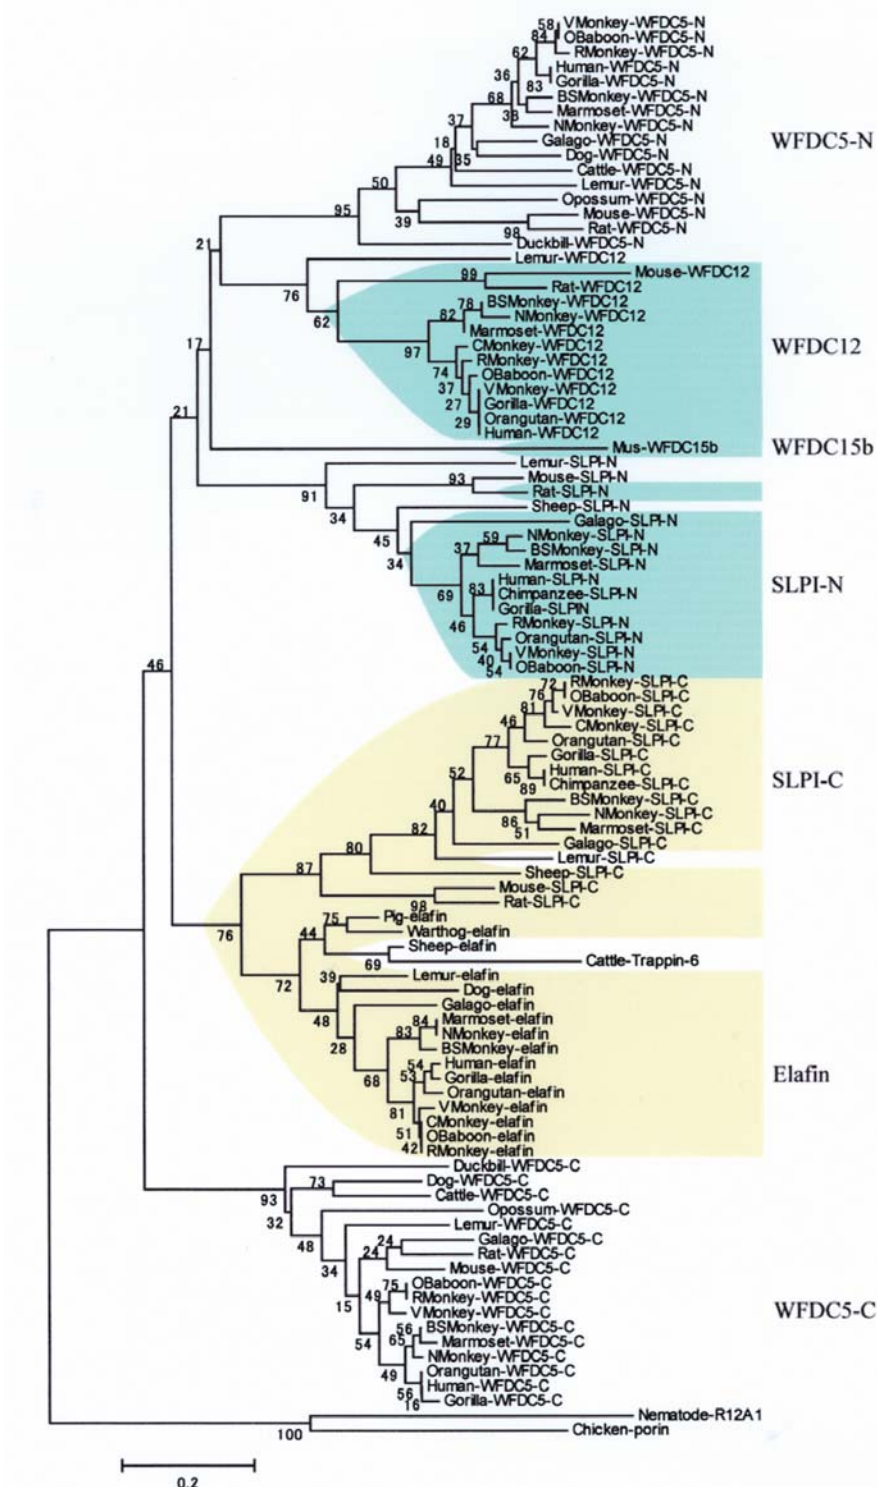 58
VMonkey-WFDC5-N
84
OBaboon-WFDC5-N
62
RMonkey-WFDC5-N
36
Human-WFDC5-N
83
Gorilla-WFDC5-N
68
BSMonkey-WFDC5-N
38
Marmoset-WFDC5-N
37
NMonkey-WFDC5-N
WFDC5-N
18
Galago-WFDC5-N
49
35
Dog-WFDC5-N
Cattle-WFDC5-N
50
Lemur-WFDC5-N
Opossum-WFDC5-N
95
39
Mouse-WFDC5-N
98
Rat-WFDC5-N
21
Duckbill-WFDC5-N
Lemur-WFDC12
76
99
Mouse-WFDC12
Rat-WFDC12
62
78
BSMonkey-WFDC12
82
NMonkey-WFDC12
Marmoset-WFDC12
17
97
CMonkey-WFDC12
WFDC12
RMonkey-WFDC12
74
OBaboon-WFDC12
37
VMonkey-WFDC12
27
Gorilla-WFDC12
21
29
Orangutan-WFDC12
Human-WFDC12
Mus-WFDC15b
WFDC15b
Lemur-SLPI-N
91
93
Mouse-SLPI-N
Rat-SLPI-N
34
Sheep-SLPI-N
45
Galago-SLPI-N
34
59
NMonkey-SLPI-N
37
BSMonkey-SLPI-N
Marmoset-SLPI-N
69
83
Human-SLPI-N
SLPI-N
Chimpanzee-SLPI-N
Gorilla-SLPIN
46
RMonkey-SLPI-N
54
Orangutan-SLPI-N
40
VMonkey-SLPI-N
46
54
OBaboon-SLPI-N
72
RMonkey-SLPI-C
76
OBaboon-SLPI-C
81
VMonkey-SLPI-C
46
CMonkey-SLPI-C
77
Orangutan-SLPI-C
Gorilla-SLPI-C
52
65
Human-SLPI-C
SLPI-C
89
Chimpanzee-SLPI-C
40
BSMonkey-SLPI-C
86
NMonkey-SLPI-C
82
51
Marmoset-SLPI-C
80
Galago-SLPI-C
Lemur-SLPI-C
87
Sheep-SLPI-C
Mouse-SLPI-C
98
Rat-SLPI-C
76
75
Pig-elafin
44
Warthog-elafin
Sheep-elafin
69
Cattle-Trappin-6
72
39
Lemur-elafin
Dog-elafin
48
Galago-elafin
84
Marmoset-elafin
28
83
NMonkey-elafin
BSMonkey-elafin
68
54
Human-elafin
53
Gorilla-elafin
Elafin
Orangutan-elafin
81
VMonkey-elafin
CMonkey-elafin
51
OBaboon-elafin
42
RMonkey-elafin
Duckbill-WFDC5-C
93
73
Dog-WFDC5-C
Cattle-WFDC5-C
32
Opossum-WFDC5-C
48
Lemur-WFDC5-C
24
Galago-WFDC5-C
34
24
Rat-WFDC5-C
Mouse-WFDC5-C
75
OBaboon-WFDC5-C
15
49
RMonkey-WFDC5-C
VMonkey-WFDC5-C
WFDC5-C
56
BSMonkey-WFDC5-C
54
65
Marmoset-WFDC5-C
NMonkey-WFDC5-C
49
Orangutan-WFDC5-C
56
Human-WFDC5-C
16
Gorilla-WFDC5-C
Nematode-R12A1
100
Chicken-porin
0.2